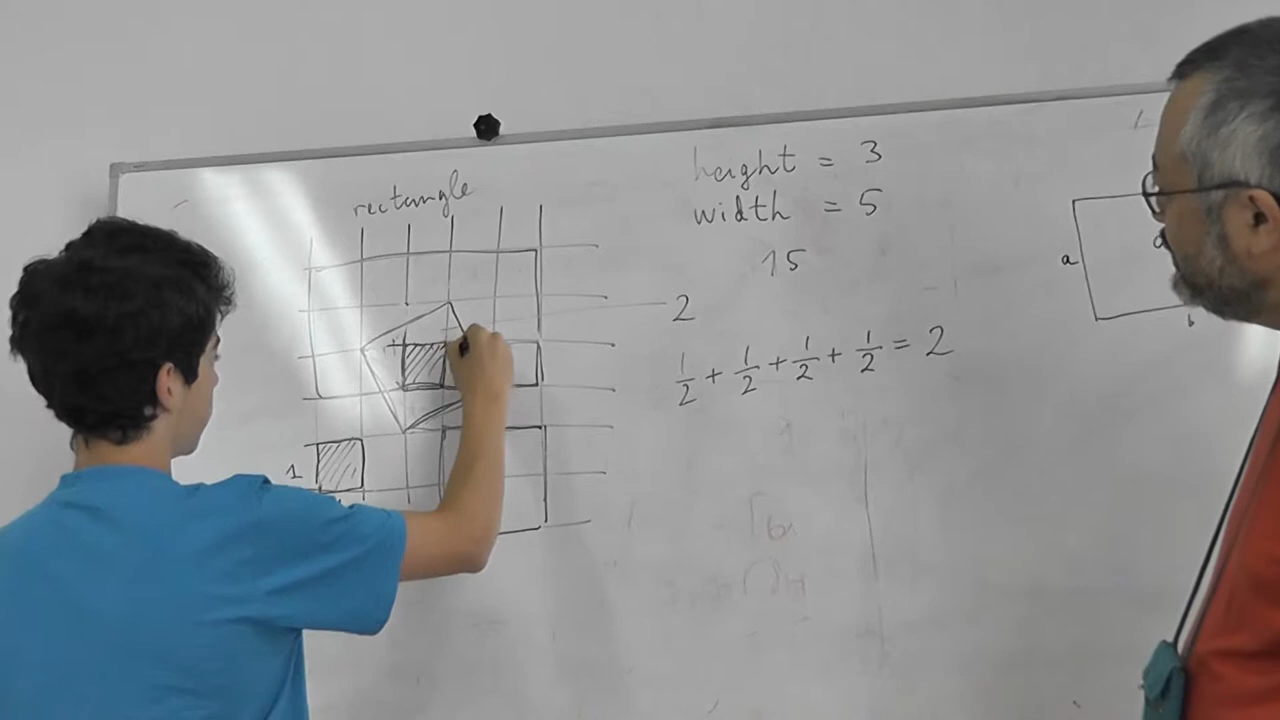 rectangle
height = 3
width = 5
15
2
1/2 + 1/2 + 1/2 + 1/2 = 2
1
a
b